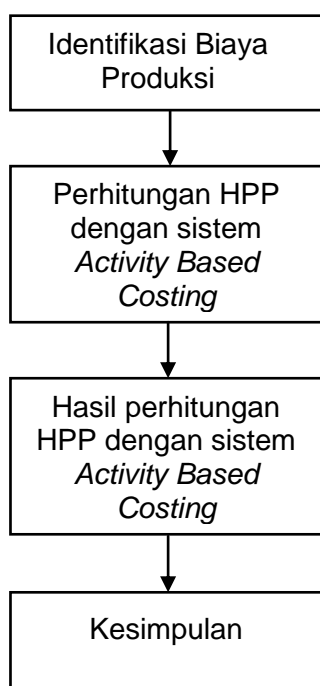 Identifikasi Biaya
Produksi
Perhitungan HPP
dengan sistem
Activity Based
Costing
Hasil perhitungan
HPP dengan sistem
Activity Based
Costing
Kesimpulan